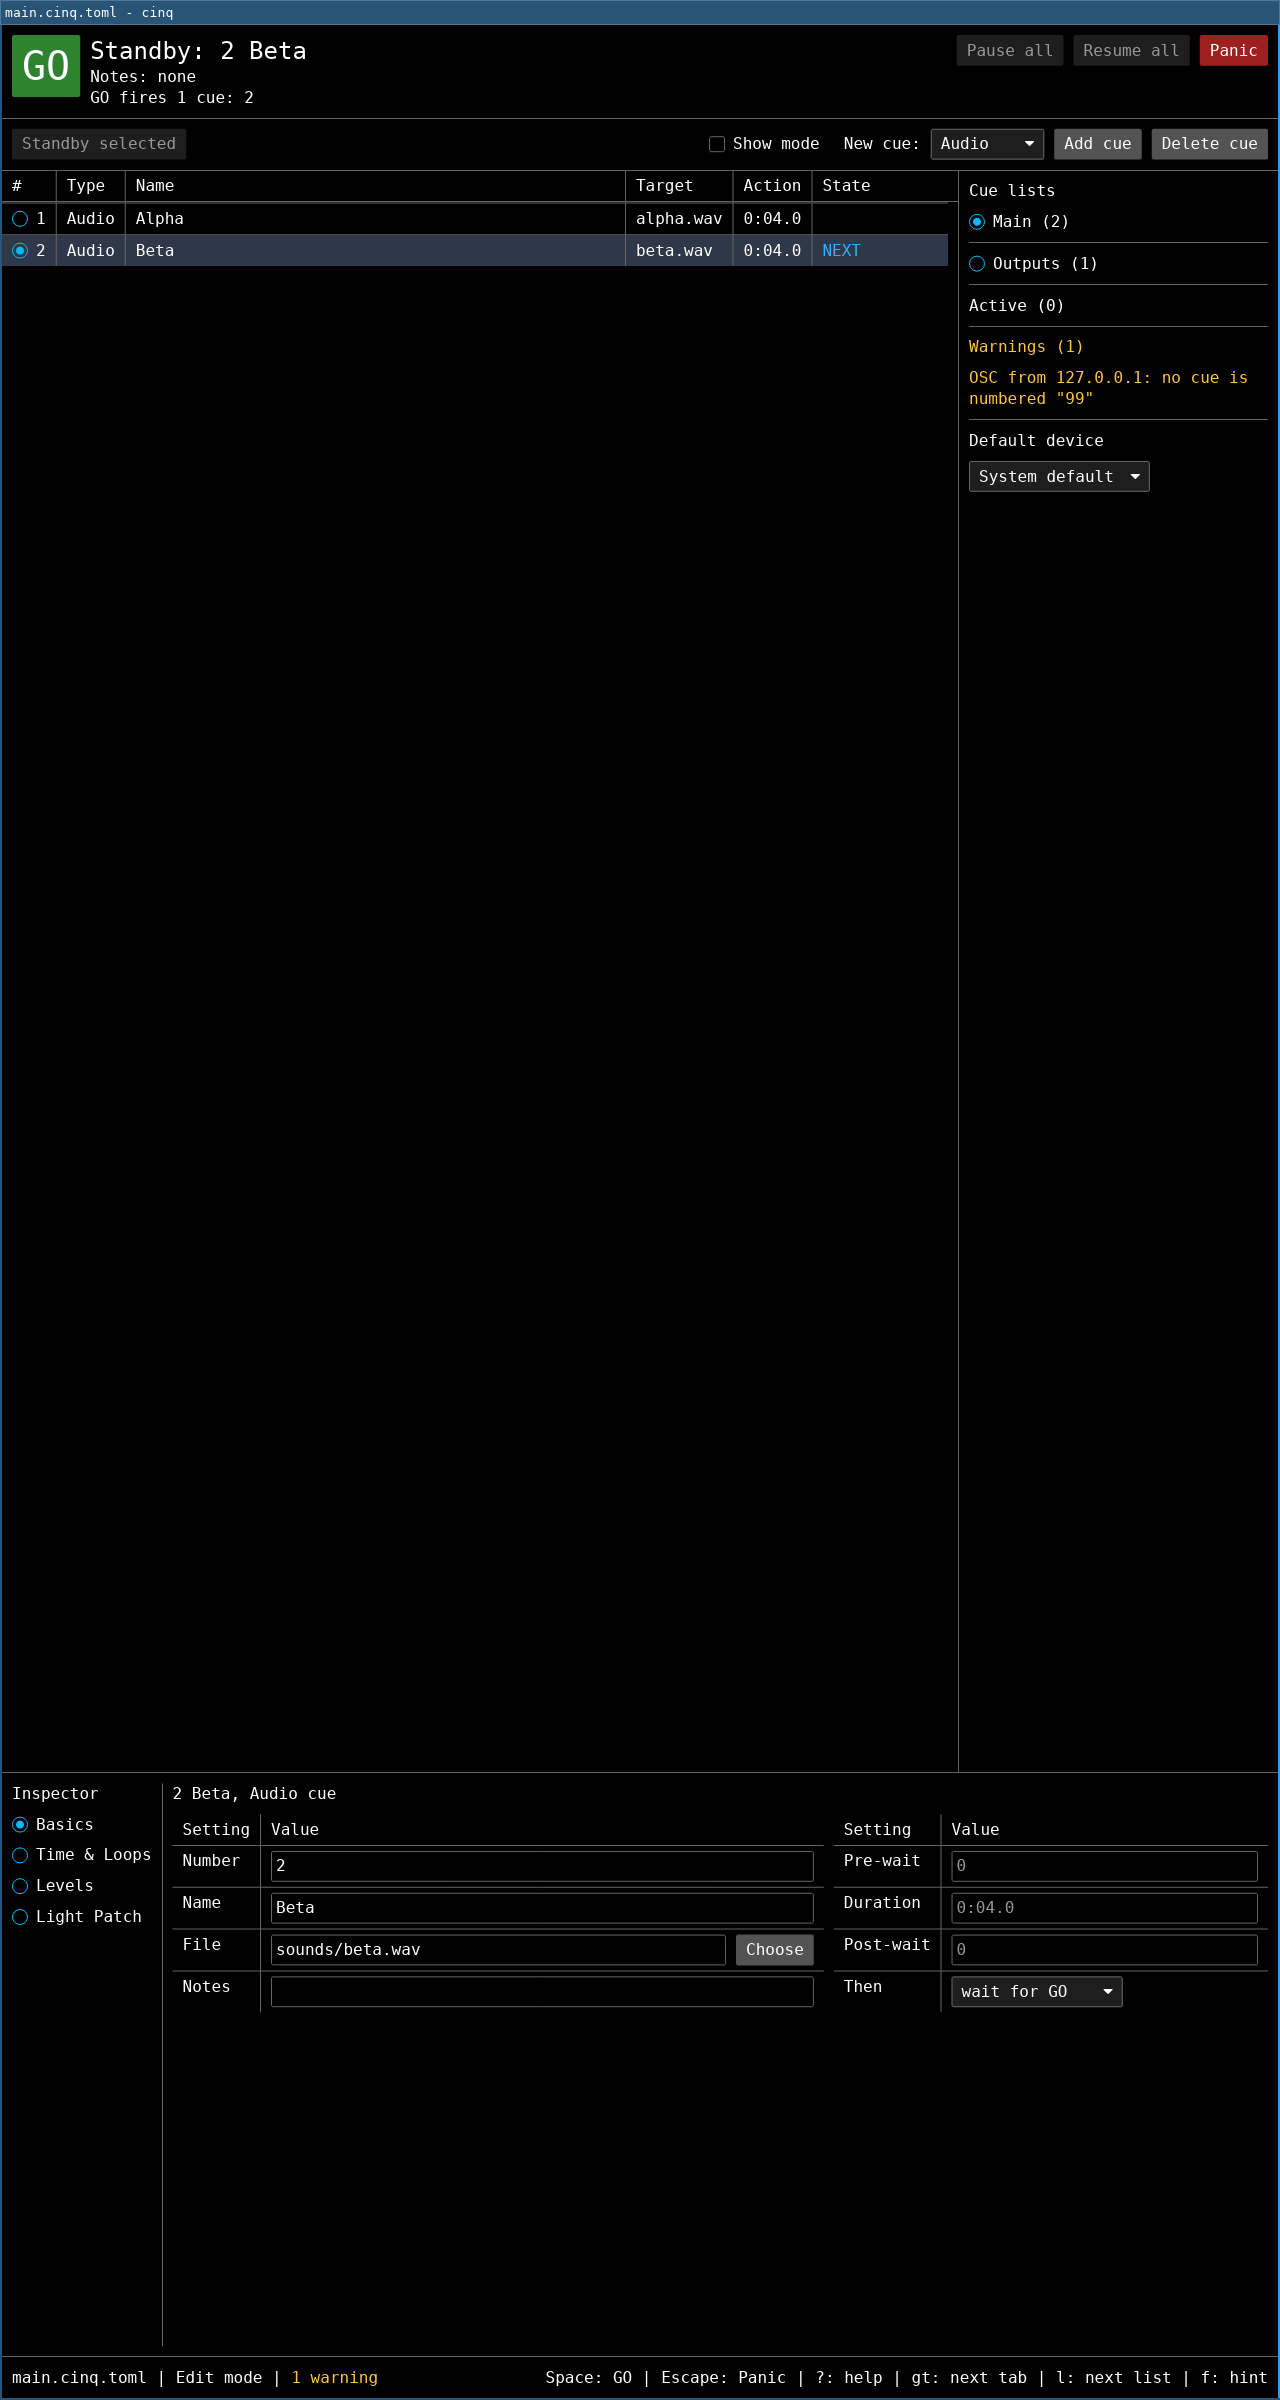 main.cinq.toml - cinq
GO
Standby: 2 Beta
Notes: none
GO fires 1 cue: 2
Pause all
Resume all
Panic
Standby selected
Show mode
New cue:
Audio
Add cue
Delete cue
# Type Name Target Action State
1 Audio Alpha alpha.wav 0:04.0
2 Audio Beta beta.wav 0:04.0 NEXT
Cue lists
Main (2)
Outputs (1)
Active (0)
Warnings (1)
OSC from 127.0.0.1: no cue is
numbered "99"
Default device
System default
Inspector
Basics
Time & Loops
Levels
Light Patch
2 Beta, Audio cue
Setting Value
Number 2
Name Beta
File sounds/beta.wav Choose
Notes
Setting Value
Pre-wait 0
Duration 0:04.0
Post-wait 0
Then wait for GO
main.cinq.toml | Edit mode | 1 warning
Space: GO | Escape: Panic | ?: help | gt: next tab | l: next list | f: hint